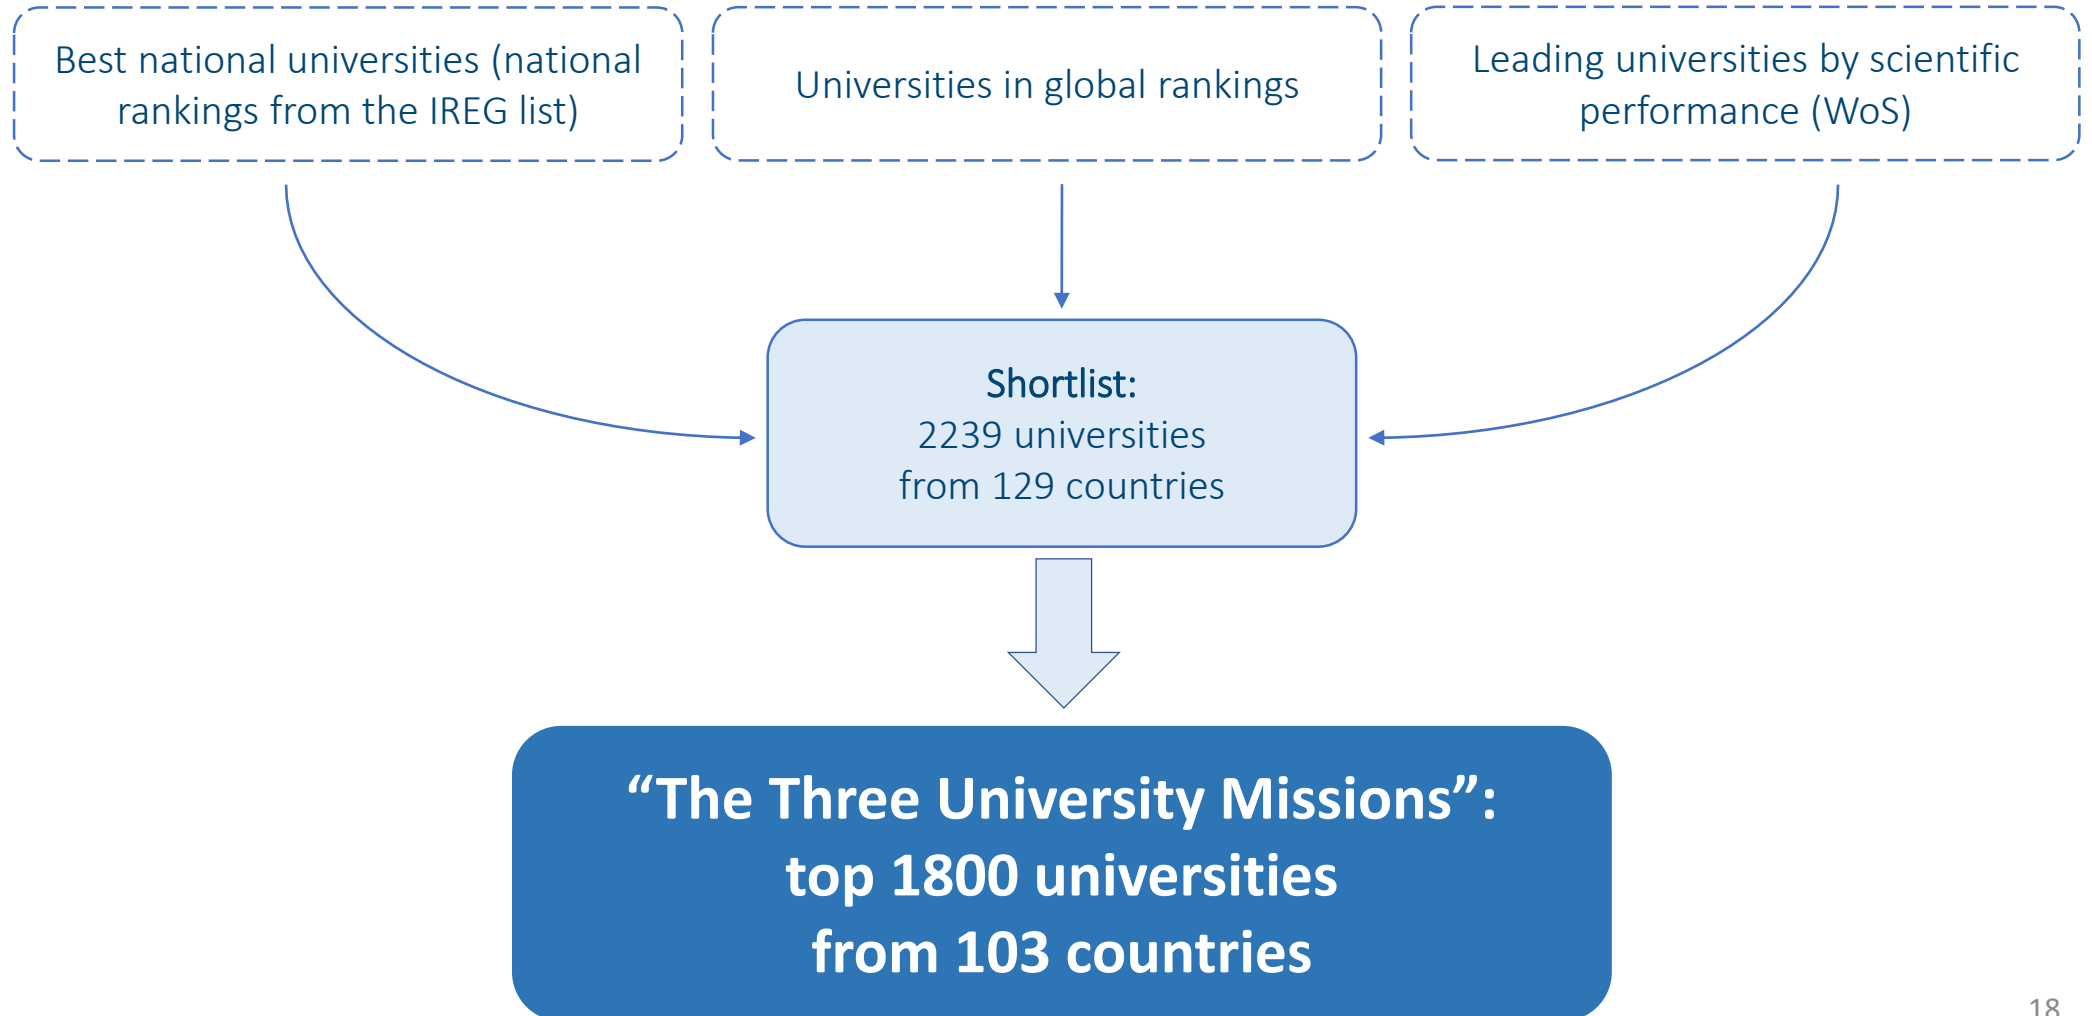 Best national universities (national
rankings from the IREG list)
Universities in global rankings
Leading universities by scientific
performance (WoS)
Shortlist:
2239 universities
from 129 countries
“The Three University Missions”:
top 1800 universities
from 103 countries
18